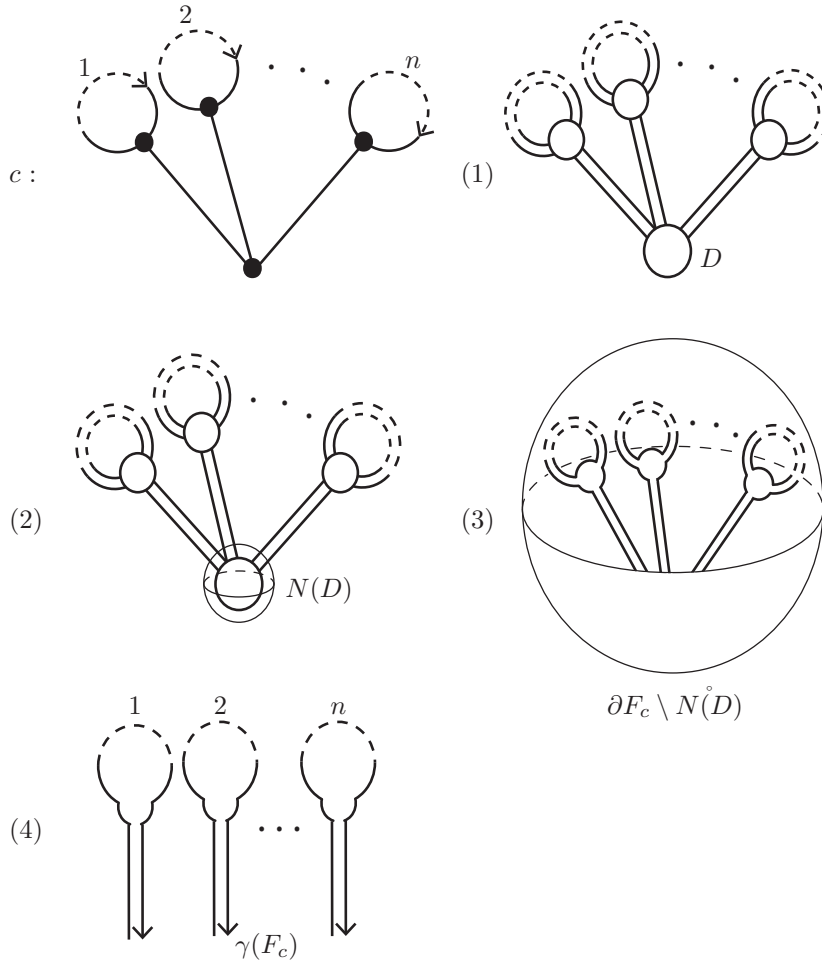 1 2 · · · n
c :
(1) · · · D
(2) · · · N(D)
(3) · · ·
∂F_c \ N(D)°
1 2 n
(4) · · ·
γ(F_c)